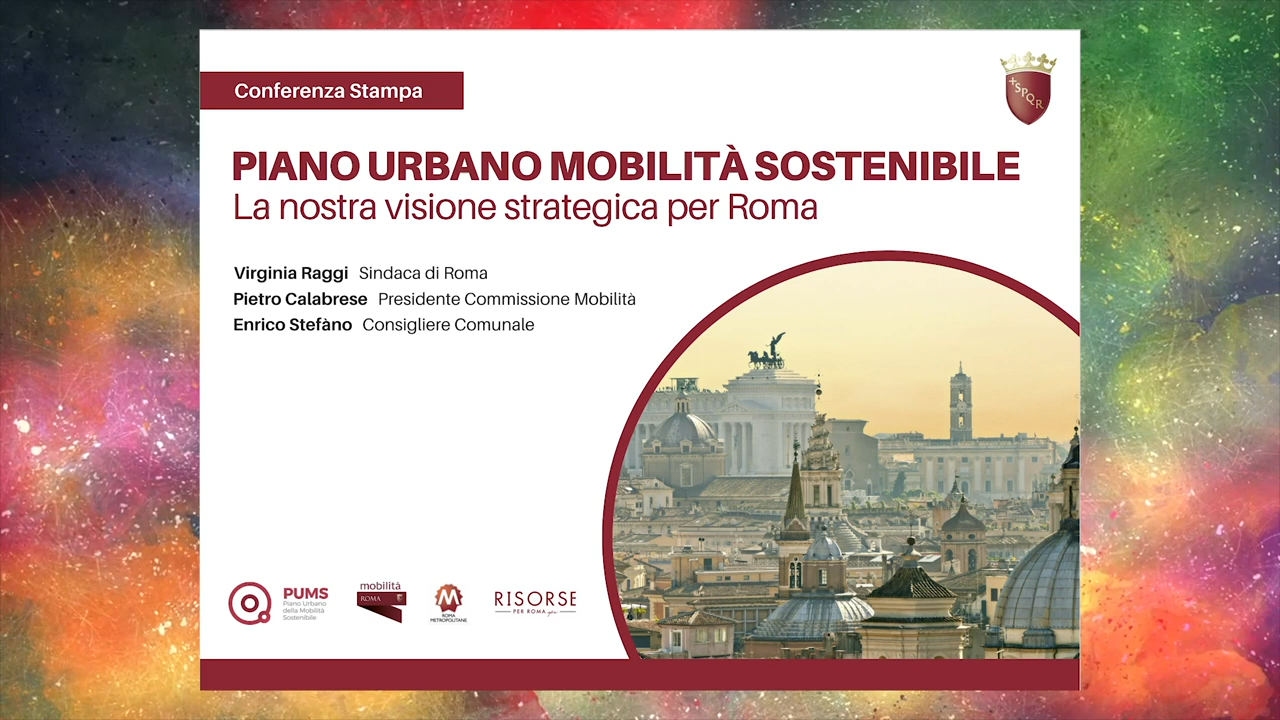 Conferenza Stampa
SPQR
PIANO URBANO MOBILITÀ SOSTENIBILE
La nostra visione strategica per Roma
Virginia Raggi Sindaca di Roma
Pietro Calabrese Presidente Commissione Mobilità
Enrico Stefàno Consigliere Comunale
PUMS
Piano Urbano
della Mobilità
Sostenibile
mobilità
ROMA
ROMA
METROPOLITANE
RISORSE
PER ROMA